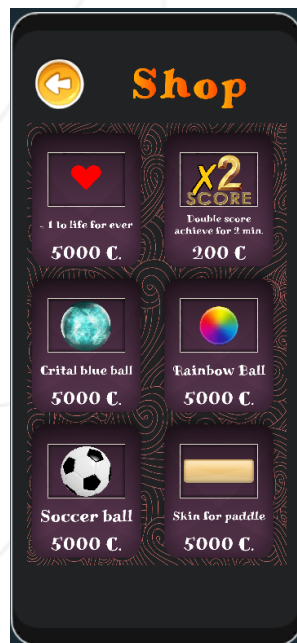 Shop
X2
SCORE
- 1 to life for ever
Double score
achieve for 2 min.
5000 C.
200 C
Crital blue ball
Rainbow Ball
5000 C.
5000 C.
Soccer ball
Skin for paddle
5000 C.
5000 C.